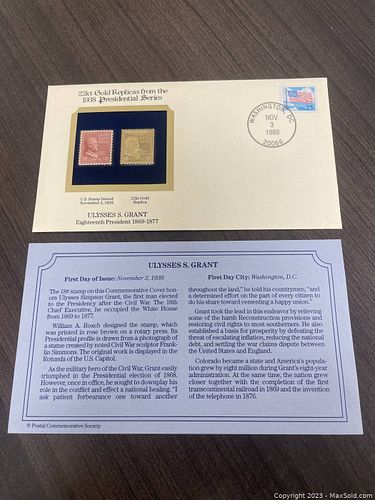 22kt Gold Replicas from the
1938 Presidential Series
U.S. Stamp Issued
November 3, 1938
22kt Gold
Replica
ULYSSES S. GRANT
Eighteenth President 1869-1877
WASHINGTON, DC
NOV
3
1989
20066
USA 25
ULYSSES S. GRANT
First Day of Issue: November 3, 1938
First Day City: Washington, D.C.
The 18¢ stamp on this Commemorative Cover hon-
ors Ulysses Simpson Grant, the first man elected
to the Presidency after the Civil War. The 18th
Chief Executive, he occupied the White House
from 1869 to 1877.
William A. Roach designed the stamp, which
was printed in rose brown on a rotary press. Its
Presidential profile is drawn from a photograph of
a statue created by noted Civil War sculptor Frank-
lin Simmons. The original work is displayed in the
Rotunda of the U.S. Capitol.
As the military hero of the Civil War, Grant easily
triumphed in the Presidential election of 1868.
However, once in office, he sought to downplay his
role in the conflict and effect a national healing. "I
ask patient forbearance one toward another
throughout the land," he told his countrymen, "and
a determined effort on the part of every citizen to
do his share toward cementing a happy union."
Grant took the lead in this endeavor by relieving
some of the harsh Reconstruction provisions and
restoring civil rights to most southerners. He also
established a basis for prosperity by defeating the
threat of escalating inflation, reducing the national
debt, and settling the war claims dispute between
the United States and England.
Colorado became a state and America's popula-
tion grew by eight million during Grant's eight-year
administration. At the same time, the nation grew
closer together with the completion of the first
transcontinental railroad in 1869 and the invention
of the telephone in 1876.
© Postal Commemorative Society
Copyright 2023 - MaxSold.com